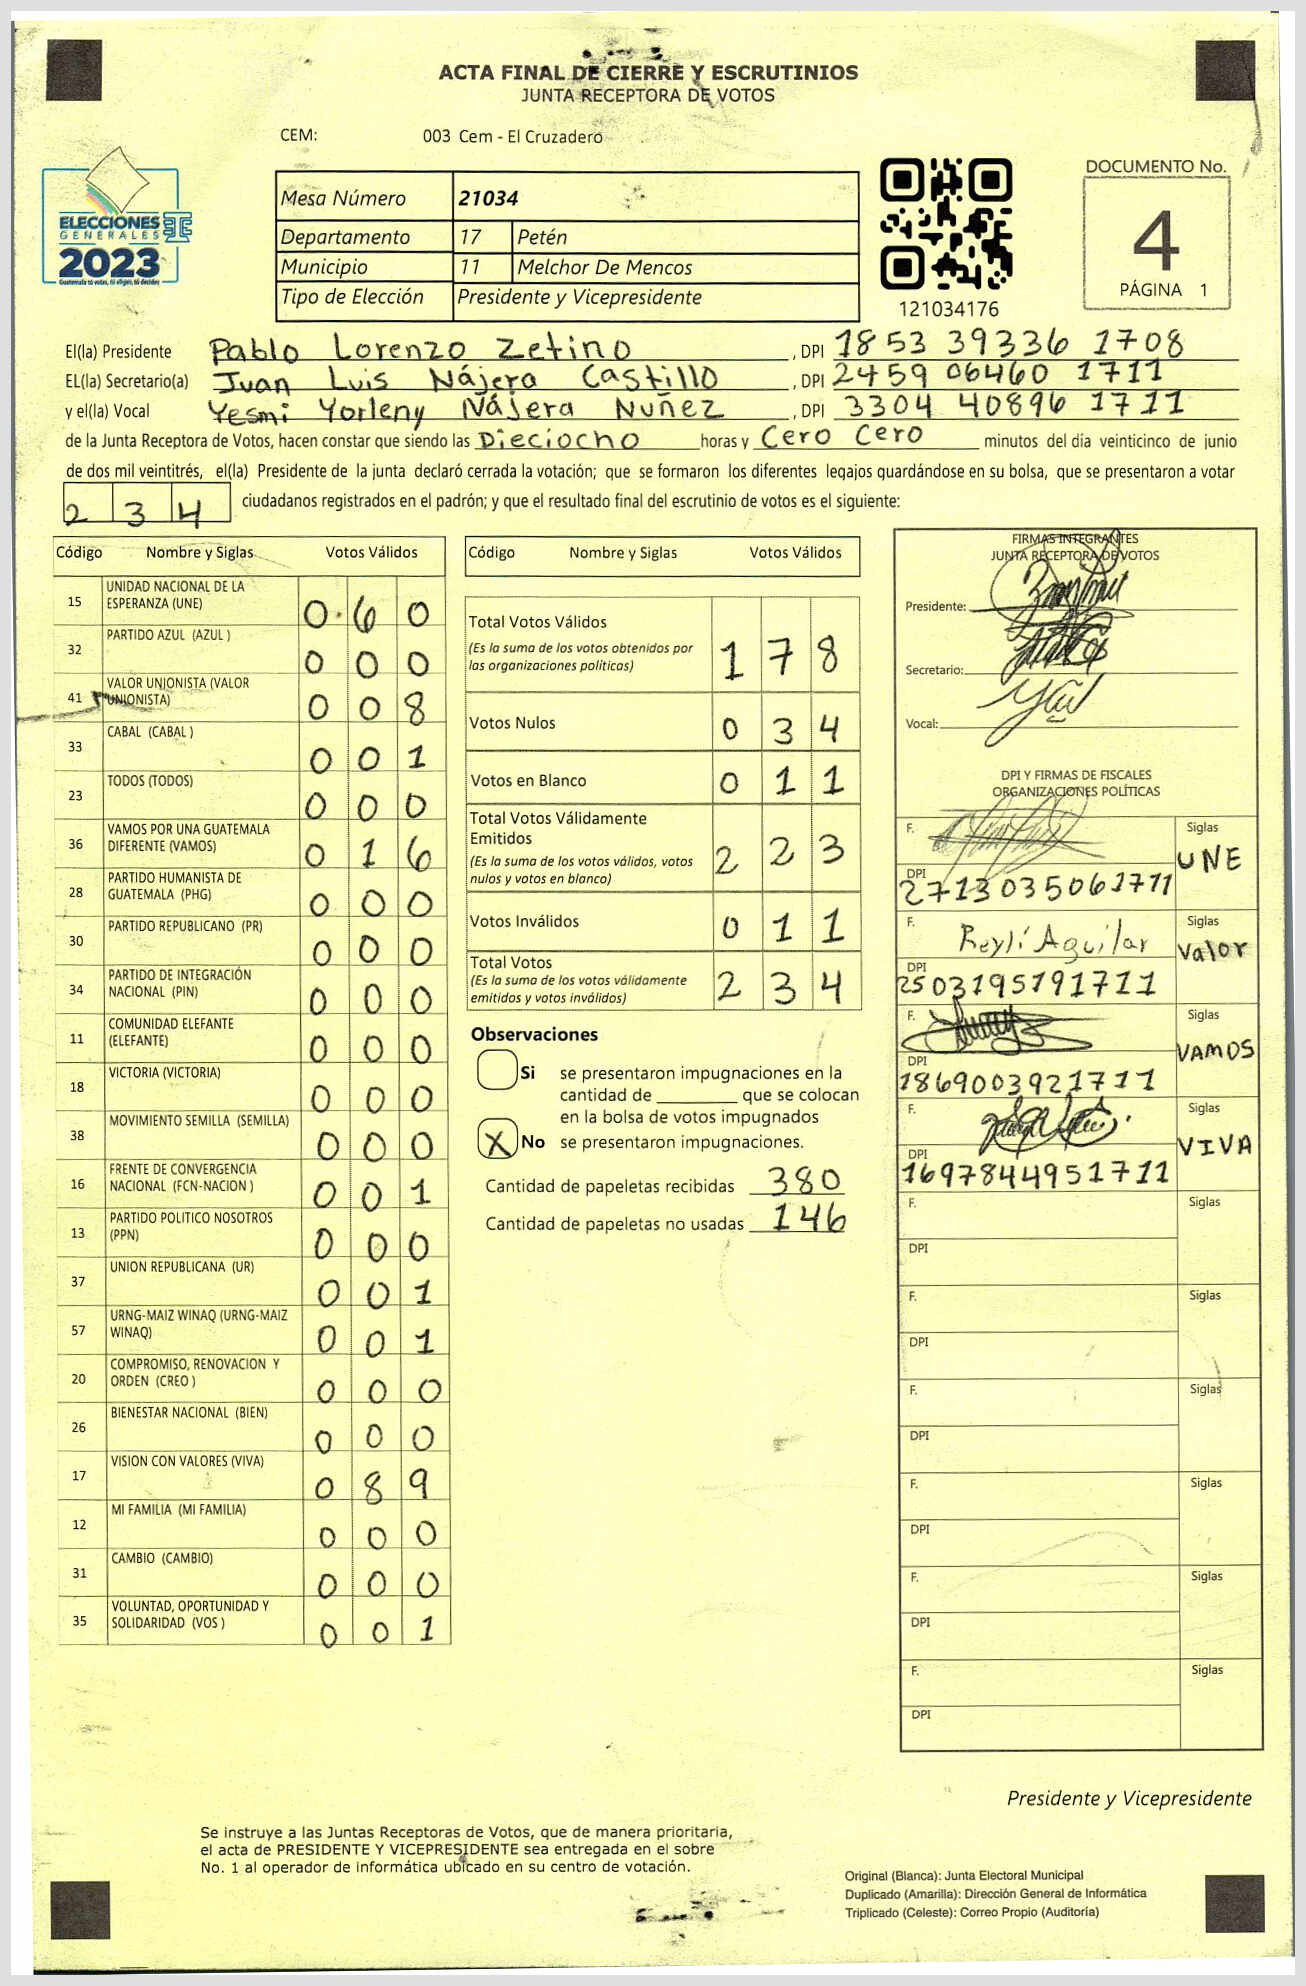 ACTA FINAL DE CIERRE Y ESCRUTINIOS
JUNTA RECEPTORA DE VOTOS
CEM: 003 Cem - El Cruzadero
ELECCIONES
GENERALES
2023
Guatemala tú votas, tú eliges, tú decides
Mesa Número 21034
Departamento 17 Petén
Municipio 11 Melchor De Mencos
Tipo de Elección Presidente y Vicepresidente
121034176
DOCUMENTO No.
4
PÁGINA 1
El(la) Presidente Pablo Lorenzo Zetino, DPI 1853 39336 1708
EL(la) Secretario(a) Juan Luis Nájera Castillo, DPI 2459 06460 1711
y el(la) Vocal Yesmi Yorleny Nájera Nuñez, DPI 3304 40896 1711
de la Junta Receptora de Votos, hacen constar que siendo las Dieciocho horas y Cero Cero minutos del día veinticinco de junio
de dos mil veintitrés, el(la) Presidente de la junta declaró cerrada la votación; que se formaron los diferentes legajos quardándose en su bolsa, que se presentaron a votar
2 3 4 ciudadanos registrados en el padrón; y que el resultado final del escrutinio de votos es el siguiente:
Código Nombre y Siglas Votos Válidos
15 UNIDAD NACIONAL DE LA ESPERANZA (UNE) 0 6 0
32 PARTIDO AZUL (AZUL ) 0 0 0
41 VALOR UNIONISTA (VALOR UNIONISTA) 0 0 8
33 CABAL (CABAL ) 0 0 1
23 TODOS (TODOS) 0 0 0
36 VAMOS POR UNA GUATEMALA DIFERENTE (VAMOS) 0 1 6
28 PARTIDO HUMANISTA DE GUATEMALA (PHG) 0 0 0
30 PARTIDO REPUBLICANO (PR) 0 0 0
34 PARTIDO DE INTEGRACIÓN NACIONAL (PIN) 0 0 0
11 COMUNIDAD ELEFANTE (ELEFANTE) 0 0 0
18 VICTORIA (VICTORIA) 0 0 0
38 MOVIMIENTO SEMILLA (SEMILLA) 0 0 0
16 FRENTE DE CONVERGENCIA NACIONAL (FCN-NACION ) 0 0 1
13 PARTIDO POLITICO NOSOTROS (PPN) 0 0 0
37 UNION REPUBLICANA (UR) 0 0 1
57 URNG-MAIZ WINAQ (URNG-MAIZ WINAQ) 0 0 1
20 COMPROMISO, RENOVACION Y ORDEN (CREO ) 0 0 0
26 BIENESTAR NACIONAL (BIEN) 0 0 0
17 VISION CON VALORES (VIVA) 0 8 9
12 MI FAMILIA (MI FAMILIA) 0 0 0
31 CAMBIO (CAMBIO) 0 0 0
35 VOLUNTAD, OPORTUNIDAD Y SOLIDARIDAD (VOS ) 0 0 1
Código Nombre y Siglas Votos Válidos
Total Votos Válidos
(Es la suma de los votos obtenidos por las organizaciones políticas) 1 7 8
Votos Nulos 0 3 4
Votos en Blanco 0 1 1
Total Votos Válidamente Emitidos
(Es la suma de los votos válidos, votos nulos y votos en blanco) 2 2 3
Votos Inválidos 0 1 1
Total Votos
(Es la suma de los votos válidamente emitidos y votos inválidos) 2 3 4
Observaciones
Si se presentaron impugnaciones en la
cantidad de ________ que se colocan
en la bolsa de votos impugnados
X No se presentaron impugnaciones.
Cantidad de papeletas recibidas 380
Cantidad de papeletas no usadas 146
FIRMAS INTEGRANTES
JUNTA RECEPTORA DE VOTOS
Presidente:
Secretario:
Vocal:
DPI Y FIRMAS DE FISCALES
ORGANIZACIONES POLÍTICAS
F. Siglas UNE
DPI 2713035061711
F. Reyli Aguilar Siglas Valor
DPI 2503195191711
F. Siglas VAMOS
DPI 1869003921711
F. Siglas VIVA
DPI 1697844951711
F. Siglas
DPI
F. Siglas
DPI
F. Siglas
DPI
F. Siglas
DPI
F. Siglas
DPI
F. Siglas
DPI
Presidente y Vicepresidente
Se instruye a las Juntas Receptoras de Votos, que de manera prioritaria,
el acta de PRESIDENTE Y VICEPRESIDENTE sea entregada en el sobre
No. 1 al operador de informática ubicado en su centro de votación.
Original (Blanca): Junta Electoral Municipal
Duplicado (Amarilla): Dirección General de Informática
Triplicado (Celeste): Correo Propio (Auditoría)